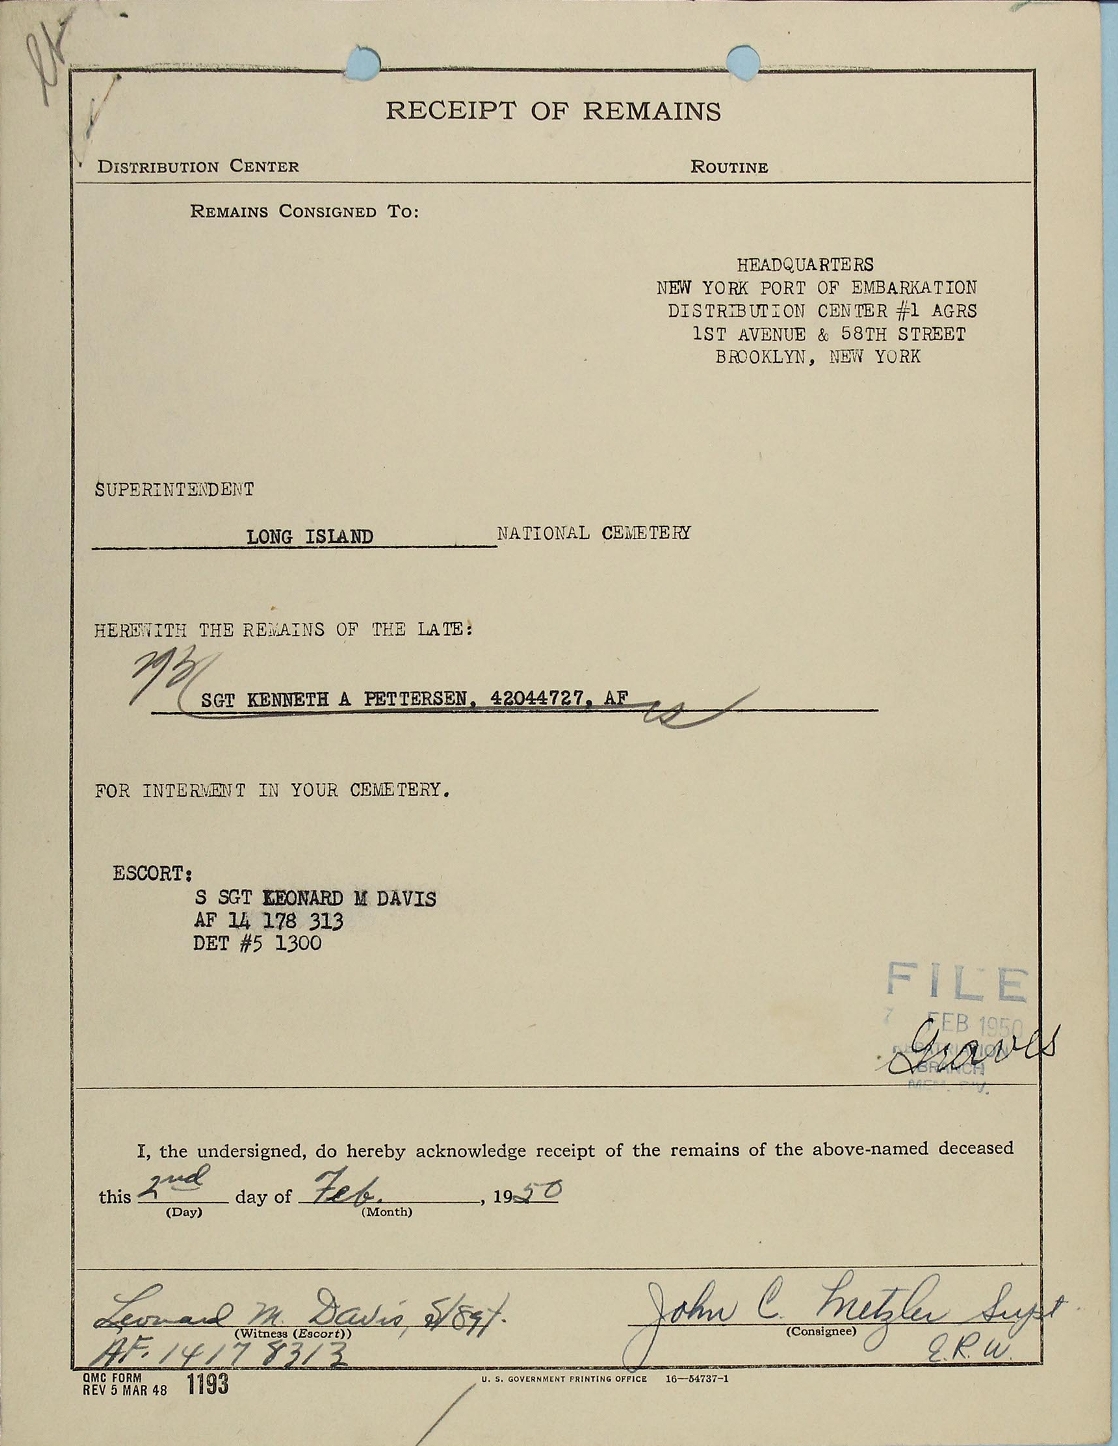 RECEIPT OF REMAINS
DISTRIBUTION CENTER ROUTINE
REMAINS CONSIGNED TO:
HEADQUARTERS
NEW YORK PORT OF EMBARKATION
DISTRIBUTION CENTER #1 AGRS
1ST AVENUE & 58TH STREET
BROOKLYN, NEW YORK
SUPERINTENDENT
LONG ISLAND NATIONAL CEMETERY
HEREWITH THE REMAINS OF THE LATE:
SGT KENNETH A PETTERSEN, 42044727, AF
FOR INTERMENT IN YOUR CEMETERY.
ESCORT:
S SGT LEONARD M DAVIS
AF 14 178 313
DET #5 1300
FILE
7 FEB 1950
Graves
REPATRIATION
BRANCH
MEM. DIV.
I, the undersigned, do hereby acknowledge receipt of the remains of the above-named deceased
this 2nd day of Feb. , 1950
(Day) (Month)
Leonard M. Davis, S/Sgt. John C. Metzler Supt
(Witness (Escort)) (Consignee)
AF. 14178313 E.R.W.
QMC FORM
REV 5 MAR 48 1193
U. S. GOVERNMENT PRINTING OFFICE 16—54737-1